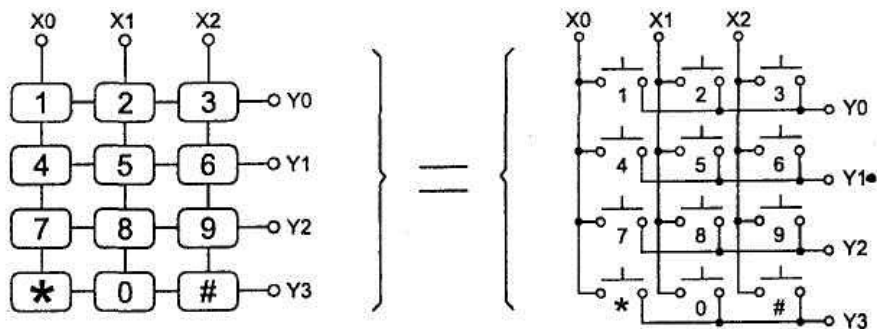 X0 X1 X2
1 2 3 Y0
4 5 6 Y1
7 8 9 Y2
* 0 # Y3
=
X0 X1 X2
1 2 3
Y0
4 5 6
Y1
7 8 9
Y2
* 0 #
Y3